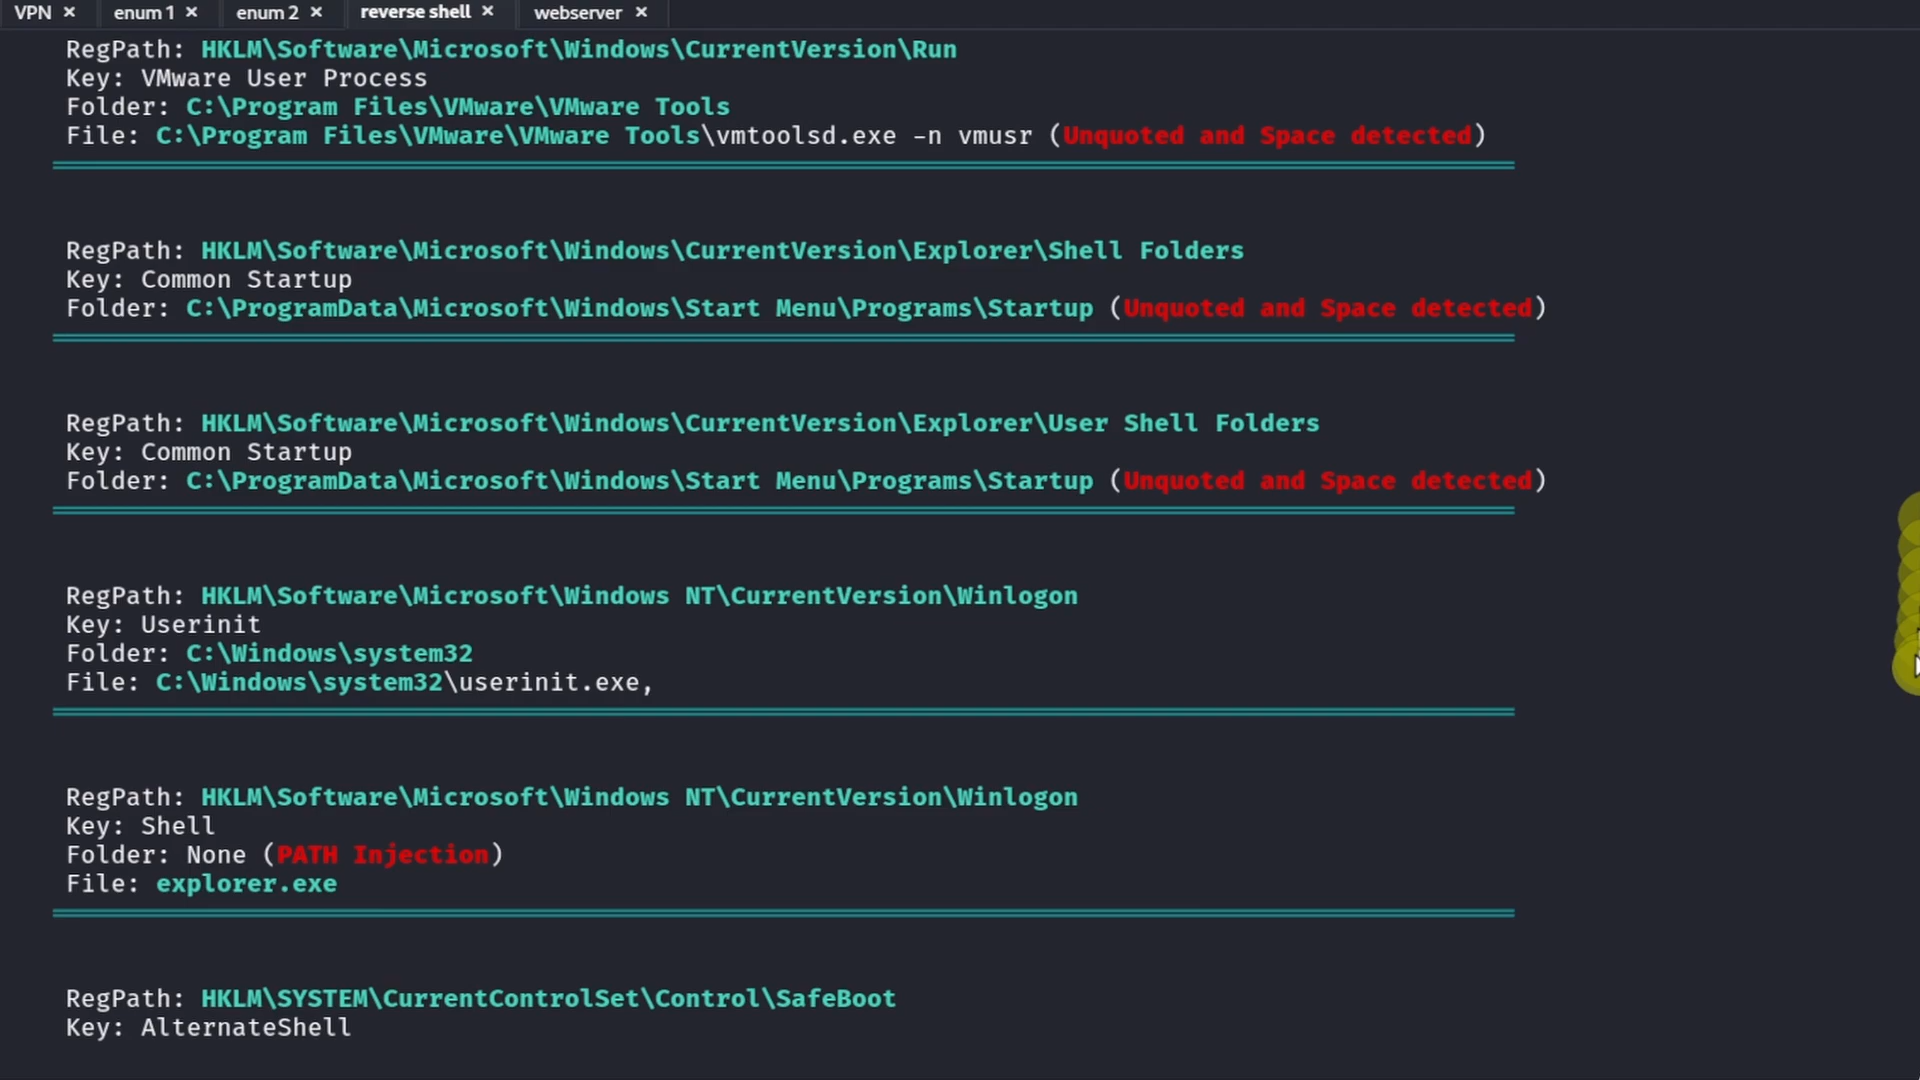 VPN × enum 1 × enum 2 × reverse shell × webserver ×
RegPath: HKLM\Software\Microsoft\Windows\CurrentVersion\Run
Key: VMware User Process
Folder: C:\Program Files\VMware\VMware Tools
File: C:\Program Files\VMware\VMware Tools\vmtoolsd.exe -n vmusr (Unquoted and Space detected)
RegPath: HKLM\Software\Microsoft\Windows\CurrentVersion\Explorer\Shell Folders
Key: Common Startup
Folder: C:\ProgramData\Microsoft\Windows\Start Menu\Programs\Startup (Unquoted and Space detected)
RegPath: HKLM\Software\Microsoft\Windows\CurrentVersion\Explorer\User Shell Folders
Key: Common Startup
Folder: C:\ProgramData\Microsoft\Windows\Start Menu\Programs\Startup (Unquoted and Space detected)
RegPath: HKLM\Software\Microsoft\Windows NT\CurrentVersion\Winlogon
Key: Userinit
Folder: C:\Windows\system32
File: C:\Windows\system32\userinit.exe,
RegPath: HKLM\Software\Microsoft\Windows NT\CurrentVersion\Winlogon
Key: Shell
Folder: None (PATH Injection)
File: explorer.exe
RegPath: HKLM\SYSTEM\CurrentControlSet\Control\SafeBoot
Key: AlternateShell